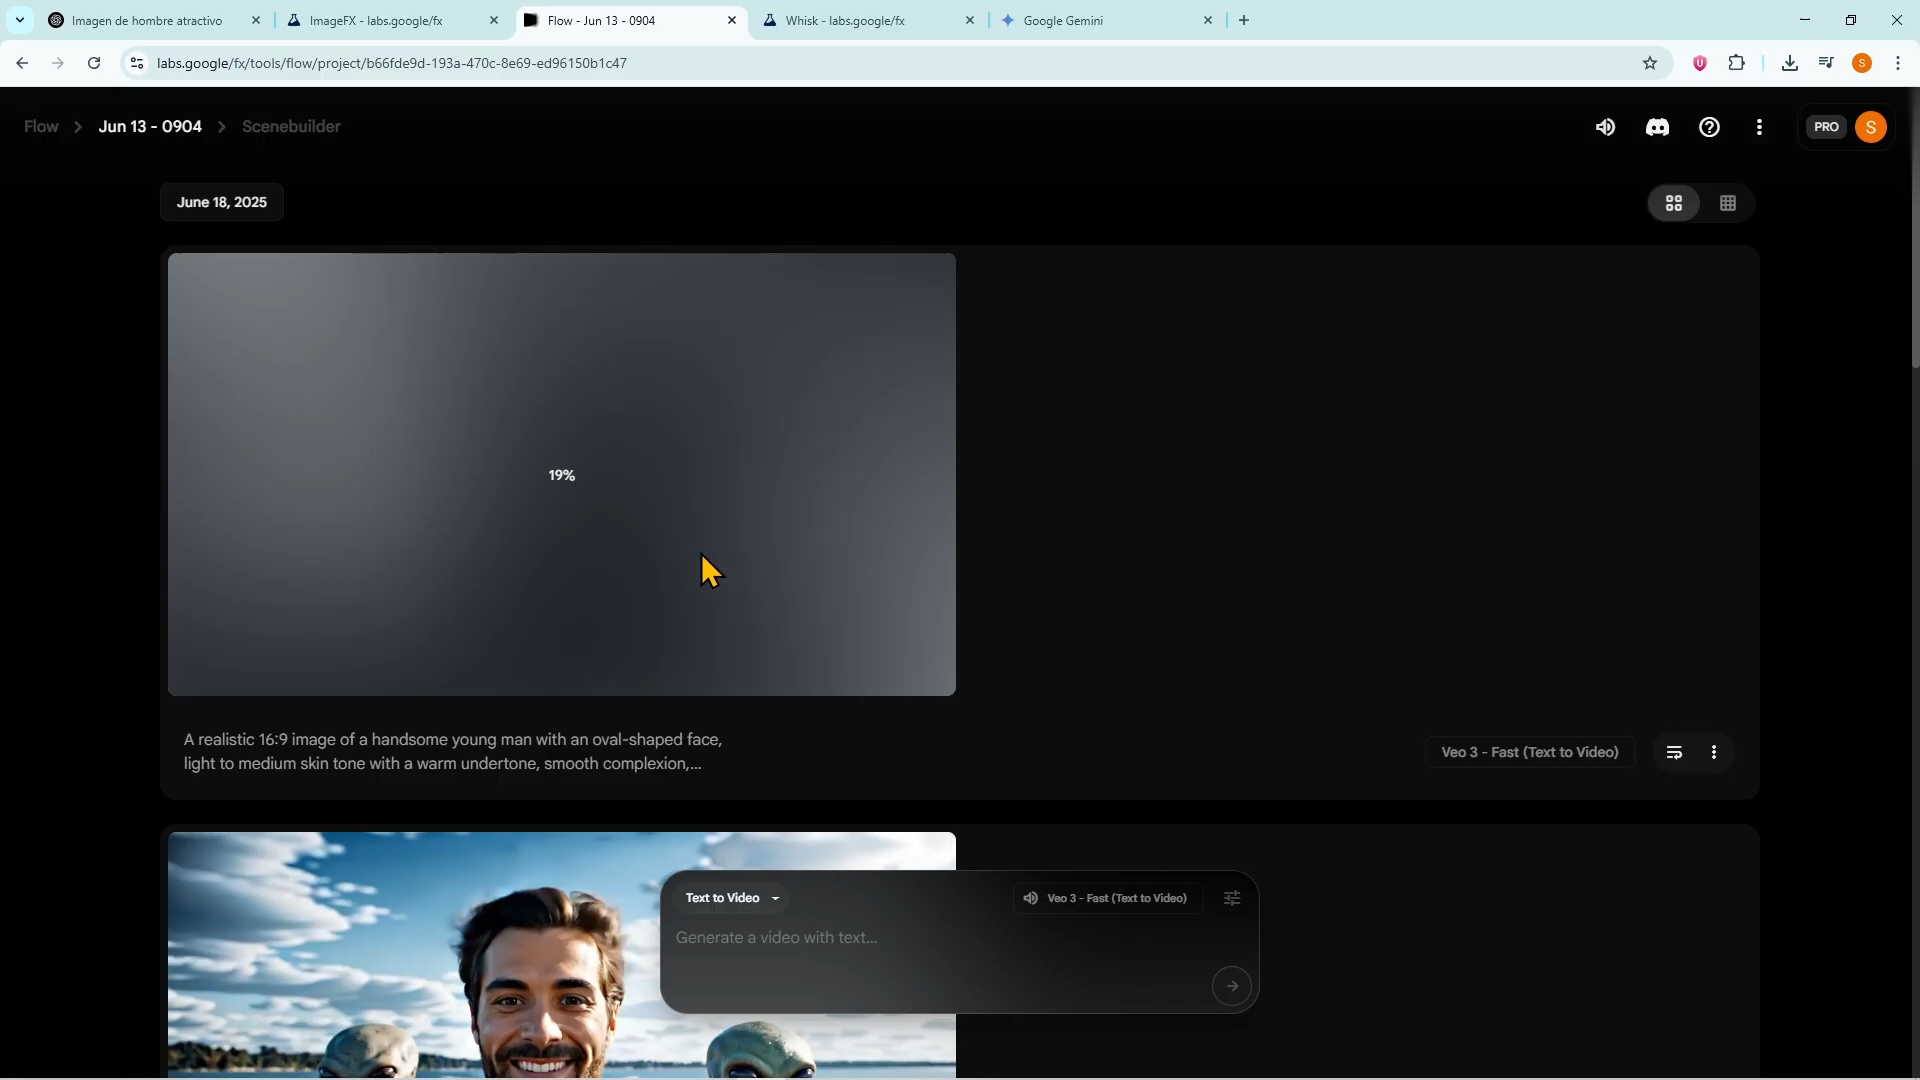 Imagen de hombre atractivo
ImageFX - labs.google/fx
Flow - Jun 13 - 0904
Whisk - labs.google/fx
Google Gemini
labs.google/fx/tools/flow/project/b66fde9d-193a-470c-8e69-ed96150b1c47
S
Flow > Jun 13 - 0904 > Scenebuilder
PRO
S
June 18, 2025
19%
A realistic 16:9 image of a handsome young man with an oval-shaped face,
light to medium skin tone with a warm undertone, smooth complexion,...
Veo 3 - Fast (Text to Video)
Text to Video
Veo 3 - Fast (Text to Video)
Generate a video with text...